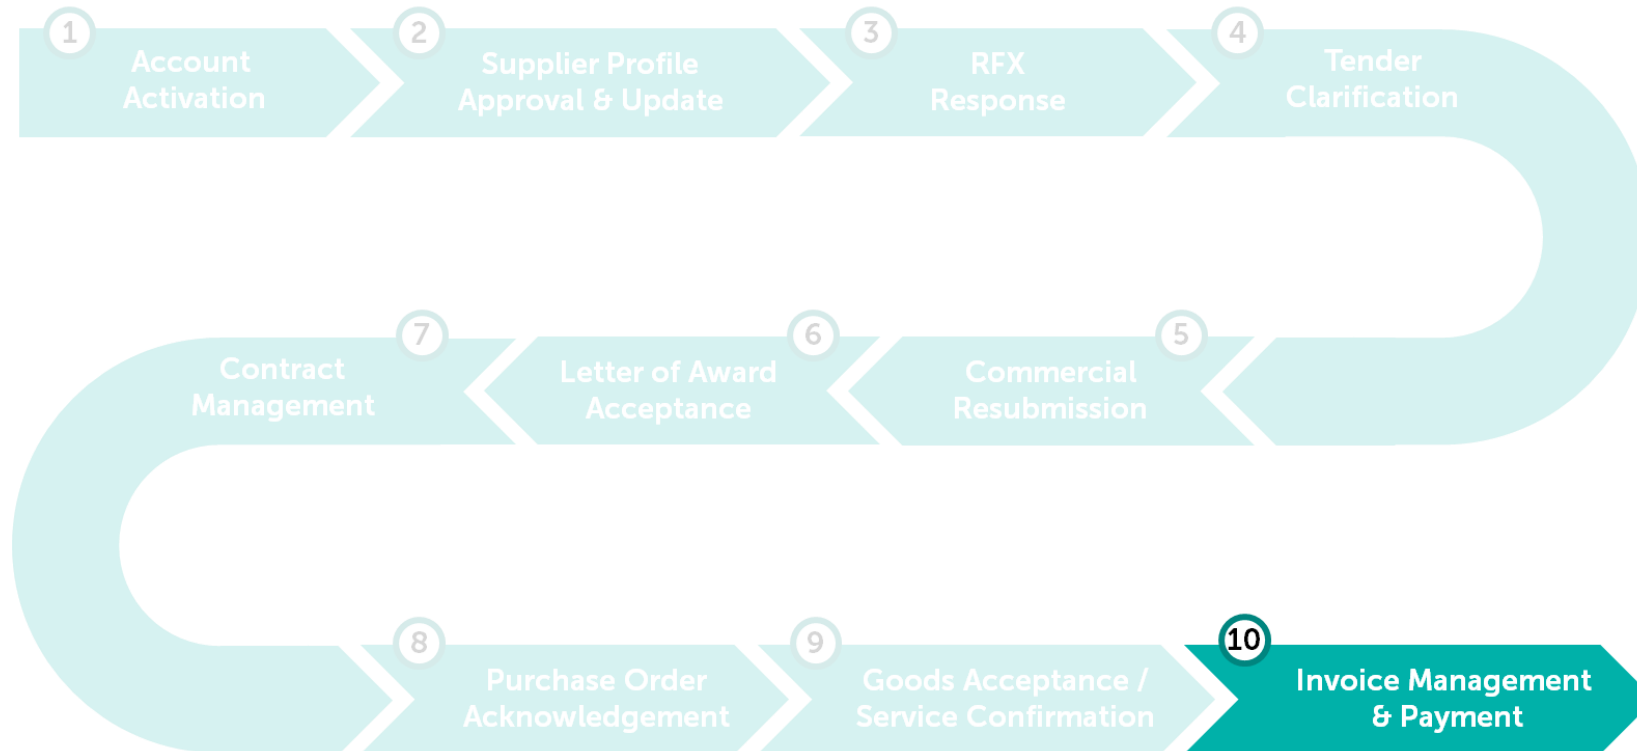 1
Account
Activation
2
Supplier Profile
Approval & Update
3
RFX
Response
4
Tender
Clarification
5
Commercial
Resubmission
6
Letter of Award
Acceptance
7
Contract
Management
8
Purchase Order
Acknowledgement
9
Goods Acceptance /
Service Confirmation
10
Invoice Management
& Payment